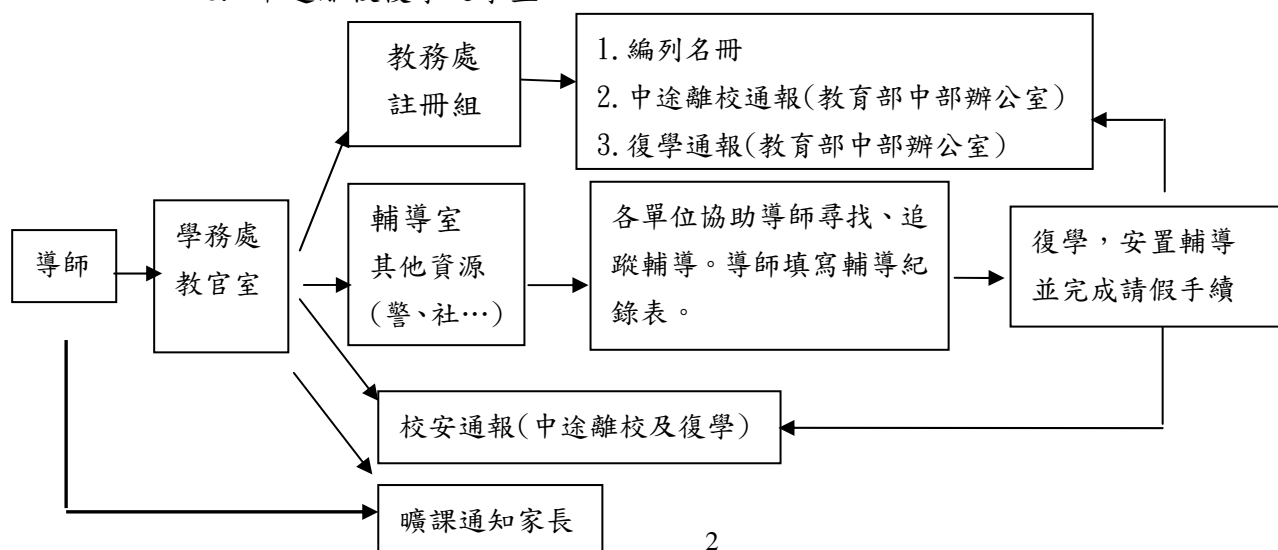 教務處
註冊組
1.編列名冊
2.中途離校通報(教育部中部辦公室)
3.復學通報(教育部中部辦公室)
導師
學務處
教官室
輔導室
其他資源
(警、社…)
各單位協助導師尋找、追
蹤輔導。導師填寫輔導紀
錄表。
復學，安置輔導
並完成請假手續
校安通報(中途離校及復學)
曠課通知家長
2